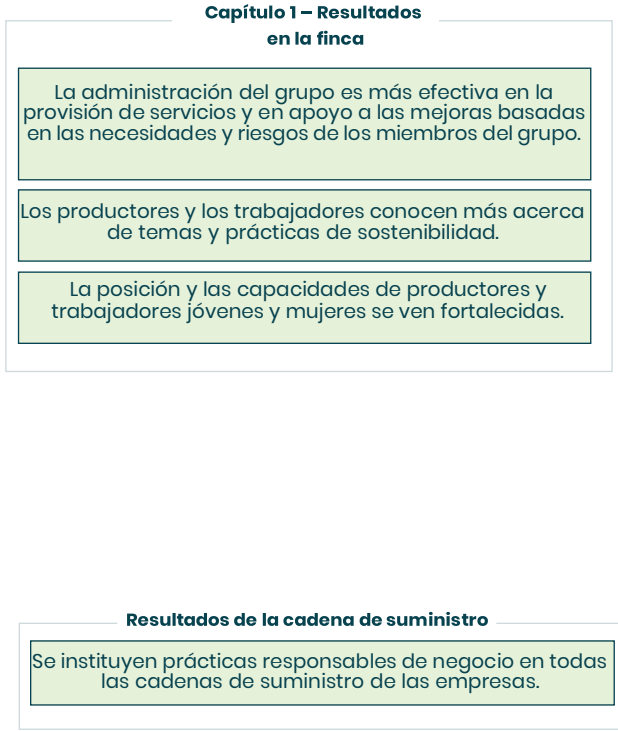 Capítulo 1 – Resultados
en la finca
La administración del grupo es más efectiva en la
provisión de servicios y en apoyo a las mejoras basadas
en las necesidades y riesgos de los miembros del grupo.
Los productores y los trabajadores conocen más acerca
de temas y prácticas de sostenibilidad.
La posición y las capacidades de productores y
trabajadores jóvenes y mujeres se ven fortalecidas.
Resultados de la cadena de suministro
Se instituyen prácticas responsables de negocio en todas
las cadenas de suministro de las empresas.